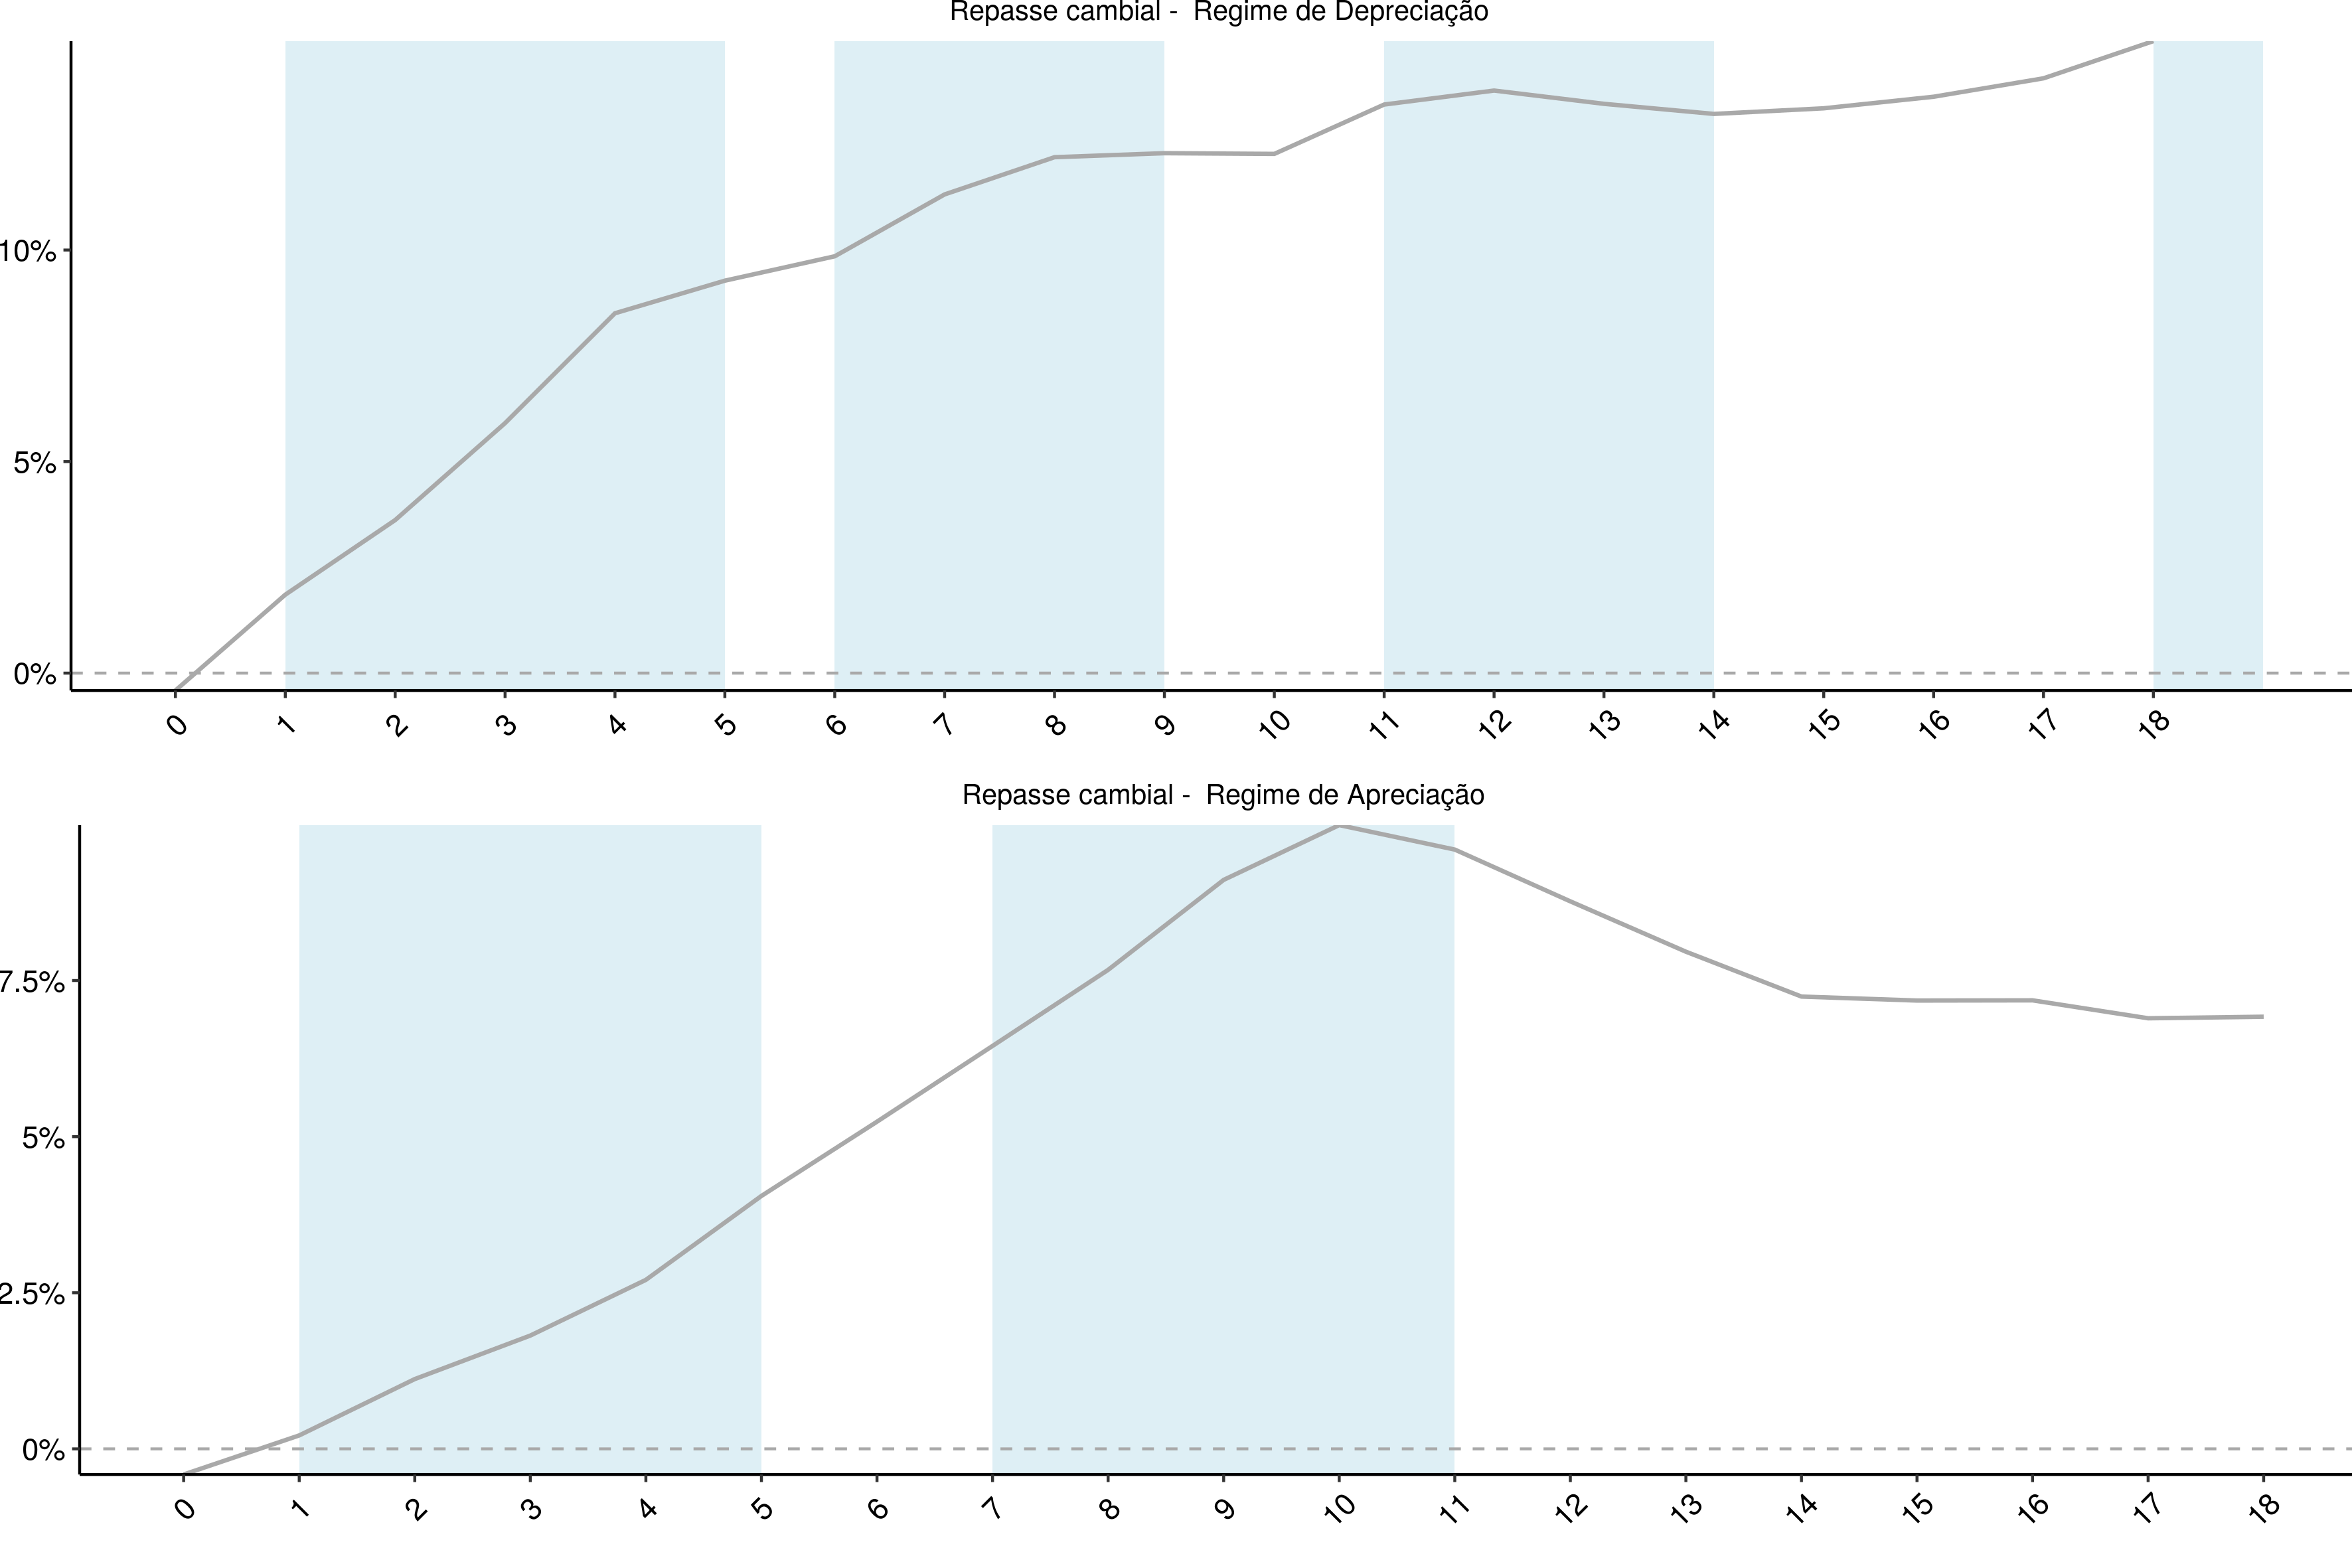 Repasse cambial -  Regime de Depreciação
10%
5%
0%
0 1 2 3 4 5 6 7 8 9 10 11 12 13 14 15 16 17 18
Repasse cambial -  Regime de Apreciação
7.5%
5%
2.5%
0%
0 1 2 3 4 5 6 7 8 9 10 11 12 13 14 15 16 17 18